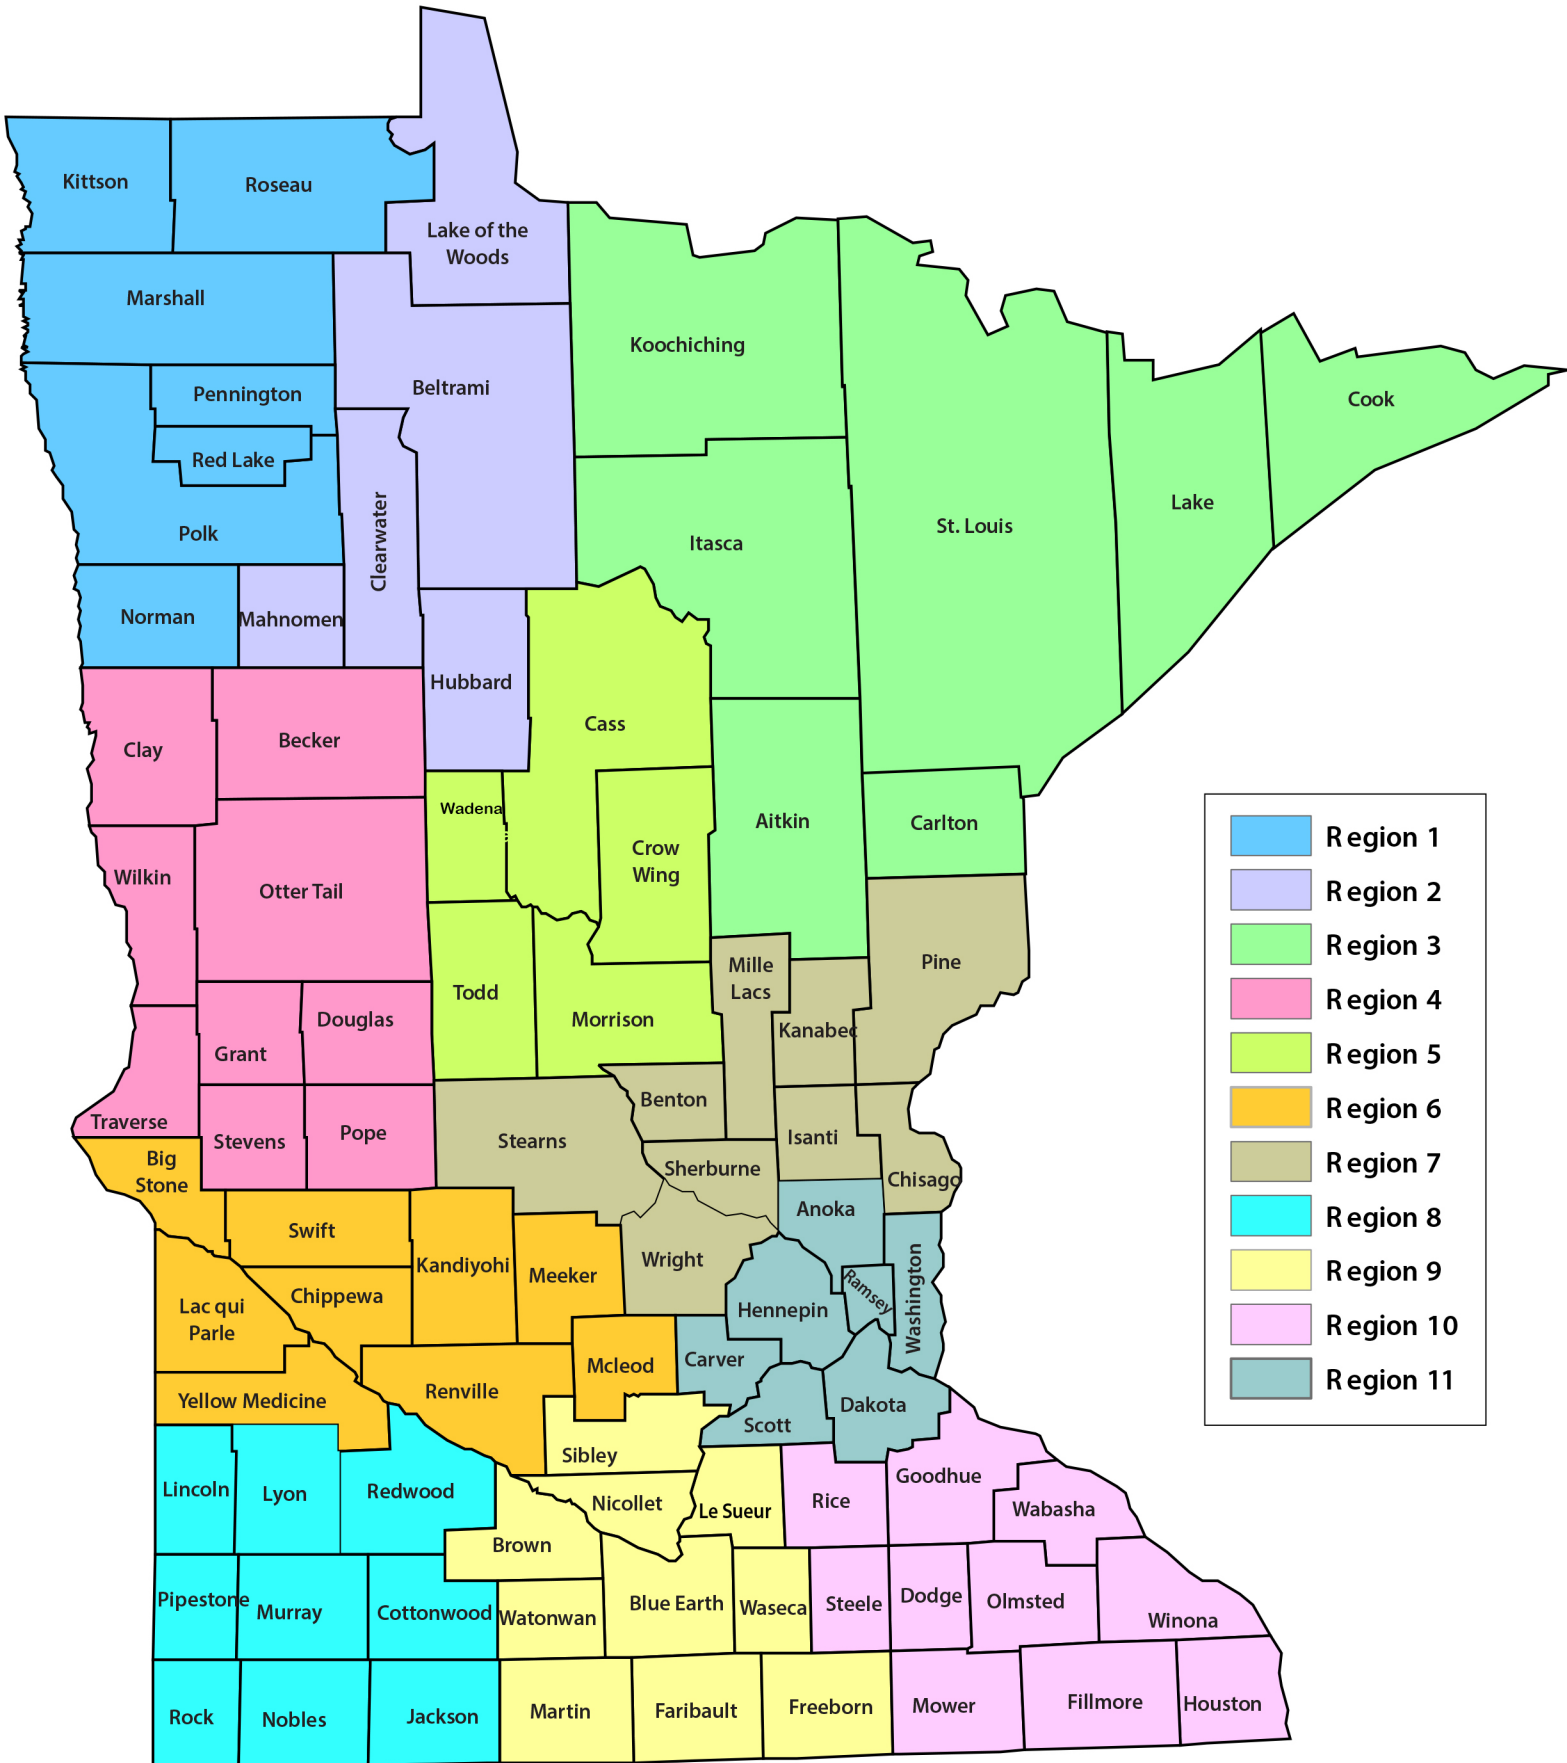 Kittson
Roseau
Lake of the
Woods
Marshall
Koochiching
Beltrami
Pennington
Cook
Red Lake
Lake
St. Louis
Polk
Clearwater
Itasca
Norman
Mahnomen
Hubbard
Cass
Clay
Becker
Wadena
Aitkin
Carlton
Crow
Wing
Wilkin
Otter Tail
Mille
Lacs
Pine
Todd
Morrison
Douglas
Kanabec
Grant
Benton
Traverse
Stevens
Pope
Stearns
Isanti
Big
Stone
Sherburne
Chisago
Anoka
Swift
Kandiyohi
Meeker
Wright
Washington
Ramsey
Chippewa
Lac qui
Parle
Hennepin
Carver
Mcleod
Renville
Yellow Medicine
Dakota
Scott
Sibley
Goodhue
Lincoln
Lyon
Redwood
Nicollet
Le Sueur
Rice
Wabasha
Brown
Pipestone
Murray
Cottonwood
Watonwan
Blue Earth
Waseca
Steele
Dodge
Olmsted
Winona
Rock
Nobles
Jackson
Martin
Faribault
Freeborn
Mower
Fillmore
Houston
Region 1
Region 2
Region 3
Region 4
Region 5
Region 6
Region 7
Region 8
Region 9
Region 10
Region 11